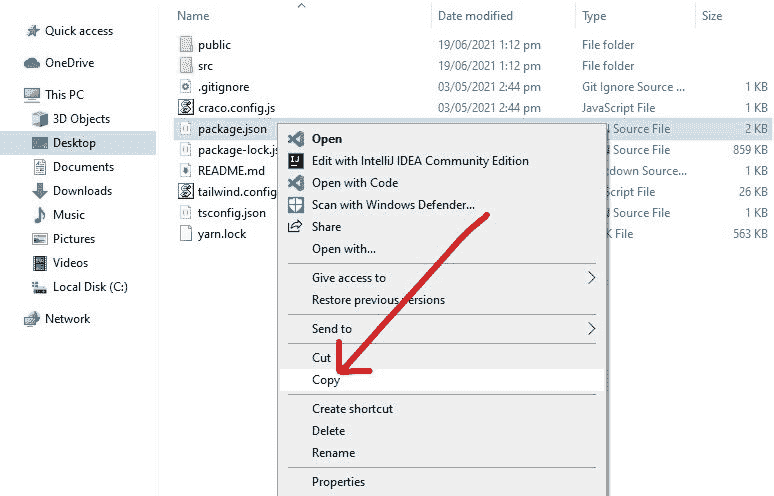 Name Date modified Type Size
Quick access
OneDrive
This PC
3D Objects
Desktop
Documents
Downloads
Music
Pictures
Videos
Local Disk (C:)
Network
public 19/06/2021 1:12 pm File folder
src 19/06/2021 1:12 pm File folder
.gitignore 03/05/2021 2:44 pm Git Ignore Source ... 1 KB
craco.config.js 03/05/2021 2:44 pm JavaScript File 1 KB
package.json Source File 2 KB
package-lock.js Source File 859 KB
README.md Source... 1 KB
tailwind.config File 26 KB
tsconfig.json Source File 1 KB
yarn.lock File 563 KB
Open
Edit with IntelliJ IDEA Community Edition
Open with Code
Scan with Windows Defender...
Share
Open with...
Give access to
Restore previous versions
Send to
Cut
Copy
Create shortcut
Delete
Rename
Properties